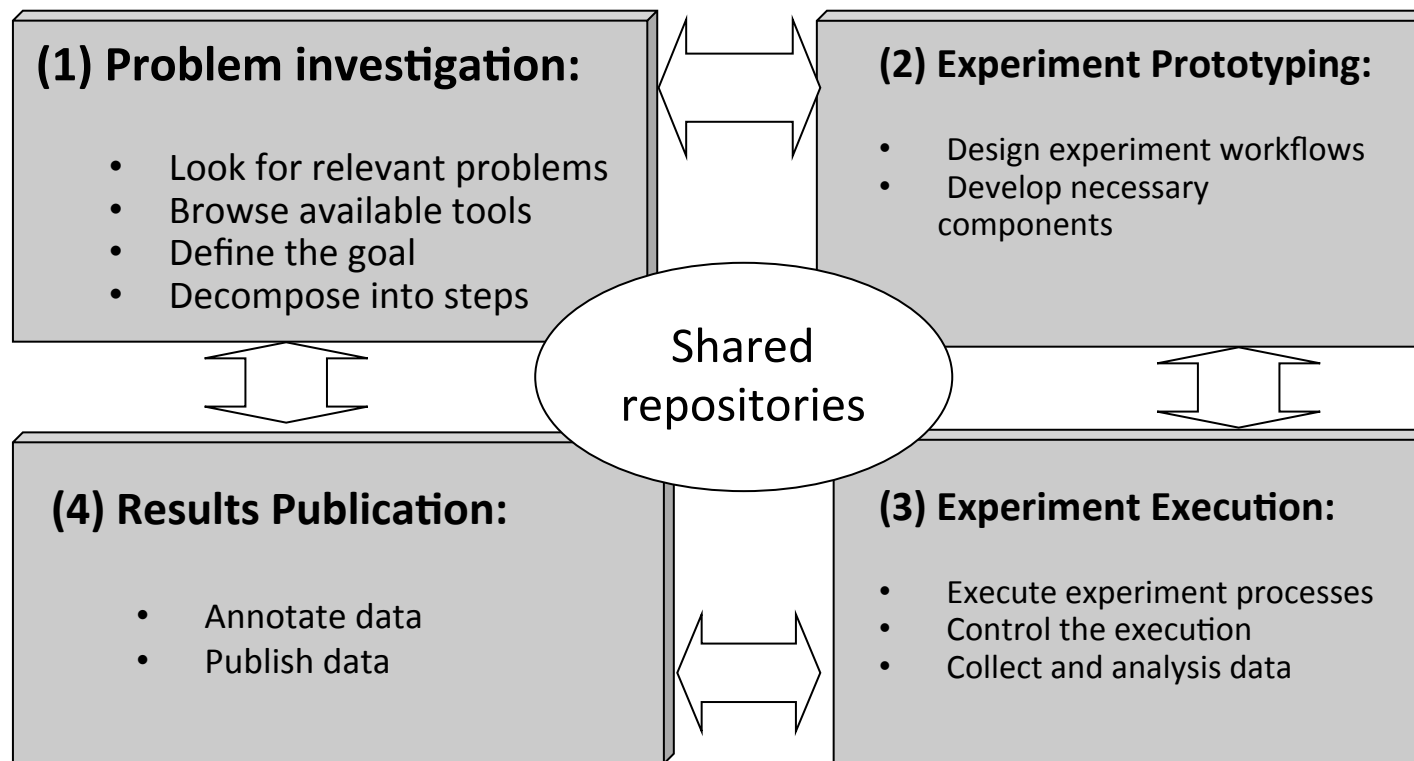 (1) Problem investigation:
• Look for relevant problems
• Browse available tools
• Define the goal
• Decompose into steps
(2) Experiment Prototyping:
• Design experiment workflows
• Develop necessary
components
Shared
repositories
(4) Results Publication:
• Annotate data
• Publish data
(3) Experiment Execution:
• Execute experiment processes
• Control the execution
• Collect and analysis data